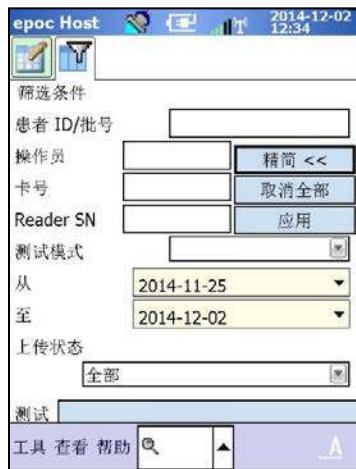 epoc Host 2014-12-02 12:34
筛选条件
患者 ID/批号
操作员 精简 <<
卡号 取消全部
Reader SN 应用
测试模式
从 2014-11-25
至 2014-12-02
上传状态
全部
测试
工具 查看 帮助 A